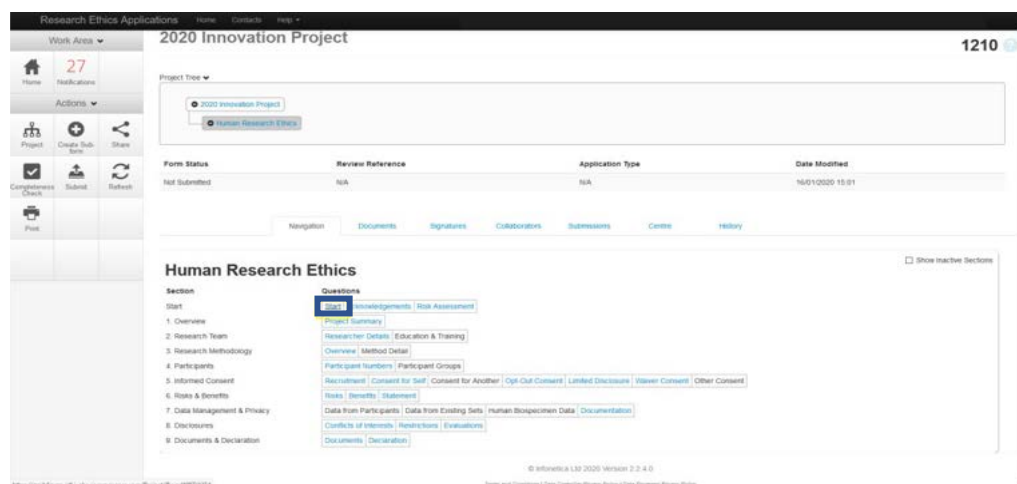 Research Ethics Applications Home Contacts Help
Work Area
2020 Innovation Project
1210
27
Home Notifications
Project Tree
Actions
2020 Innovation Project
Human Research Ethics
Project Create Sub form Share
Form Status Review Reference Application Type Date Modified
Not Submitted N/A N/A 16/01/2020 15:01
Completeness Check Submit Refresh
Print
Navigation Documents Signatures Collaborators Submissions Centre History
Show Inactive Sections
Human Research Ethics
Section Questions
Start Start Acknowledgements Risk Assessment
1. Overview Project Summary
2. Research Team Researcher Details Education & Training
3. Research Methodology Overview Method Detail
4. Participants Participant Numbers Participant Groups
5. Informed Consent Recruitment Consent for Self Consent for Another Opt-Out Consent Limited Disclosure Waiver Consent Other Consent
6. Risks & Benefits Risks Benefits Statement
7. Data Management & Privacy Data from Participants Data from Existing Sets Human Biospecimen Data Documentation
8. Disclosures Conflicts of Interests Restrictions Evaluations
9. Documents & Declaration Documents Declaration
© Infonetica Ltd 2020 Version 2.2.4.0